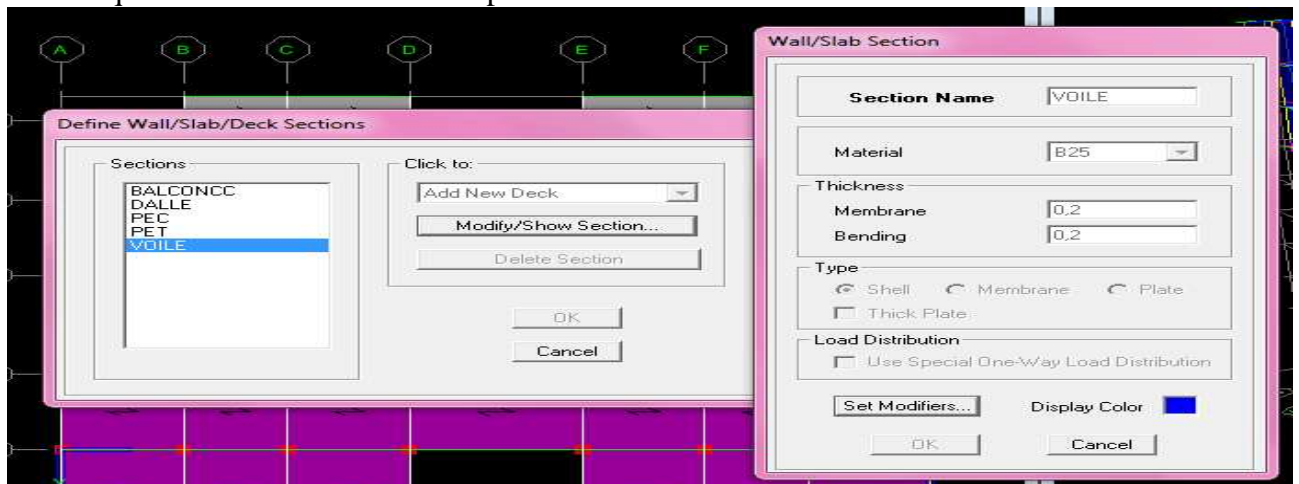 A B C D E F
Define Wall/Slab/Deck Sections
Sections
BALCONCC
DALLE
PEC
PET
VOILE
Click to:
Add New Deck
Modify/Show Section...
Delete Section
OK
Cancel
Wall/Slab Section
Section Name VOILE
Material B25
Thickness
Membrane 0,2
Bending 0,2
Type
Shell Membrane Plate
Thick Plate
Load Distribution
Use Special One-Way Load Distribution
Set Modifiers... Display Color
OK Cancel